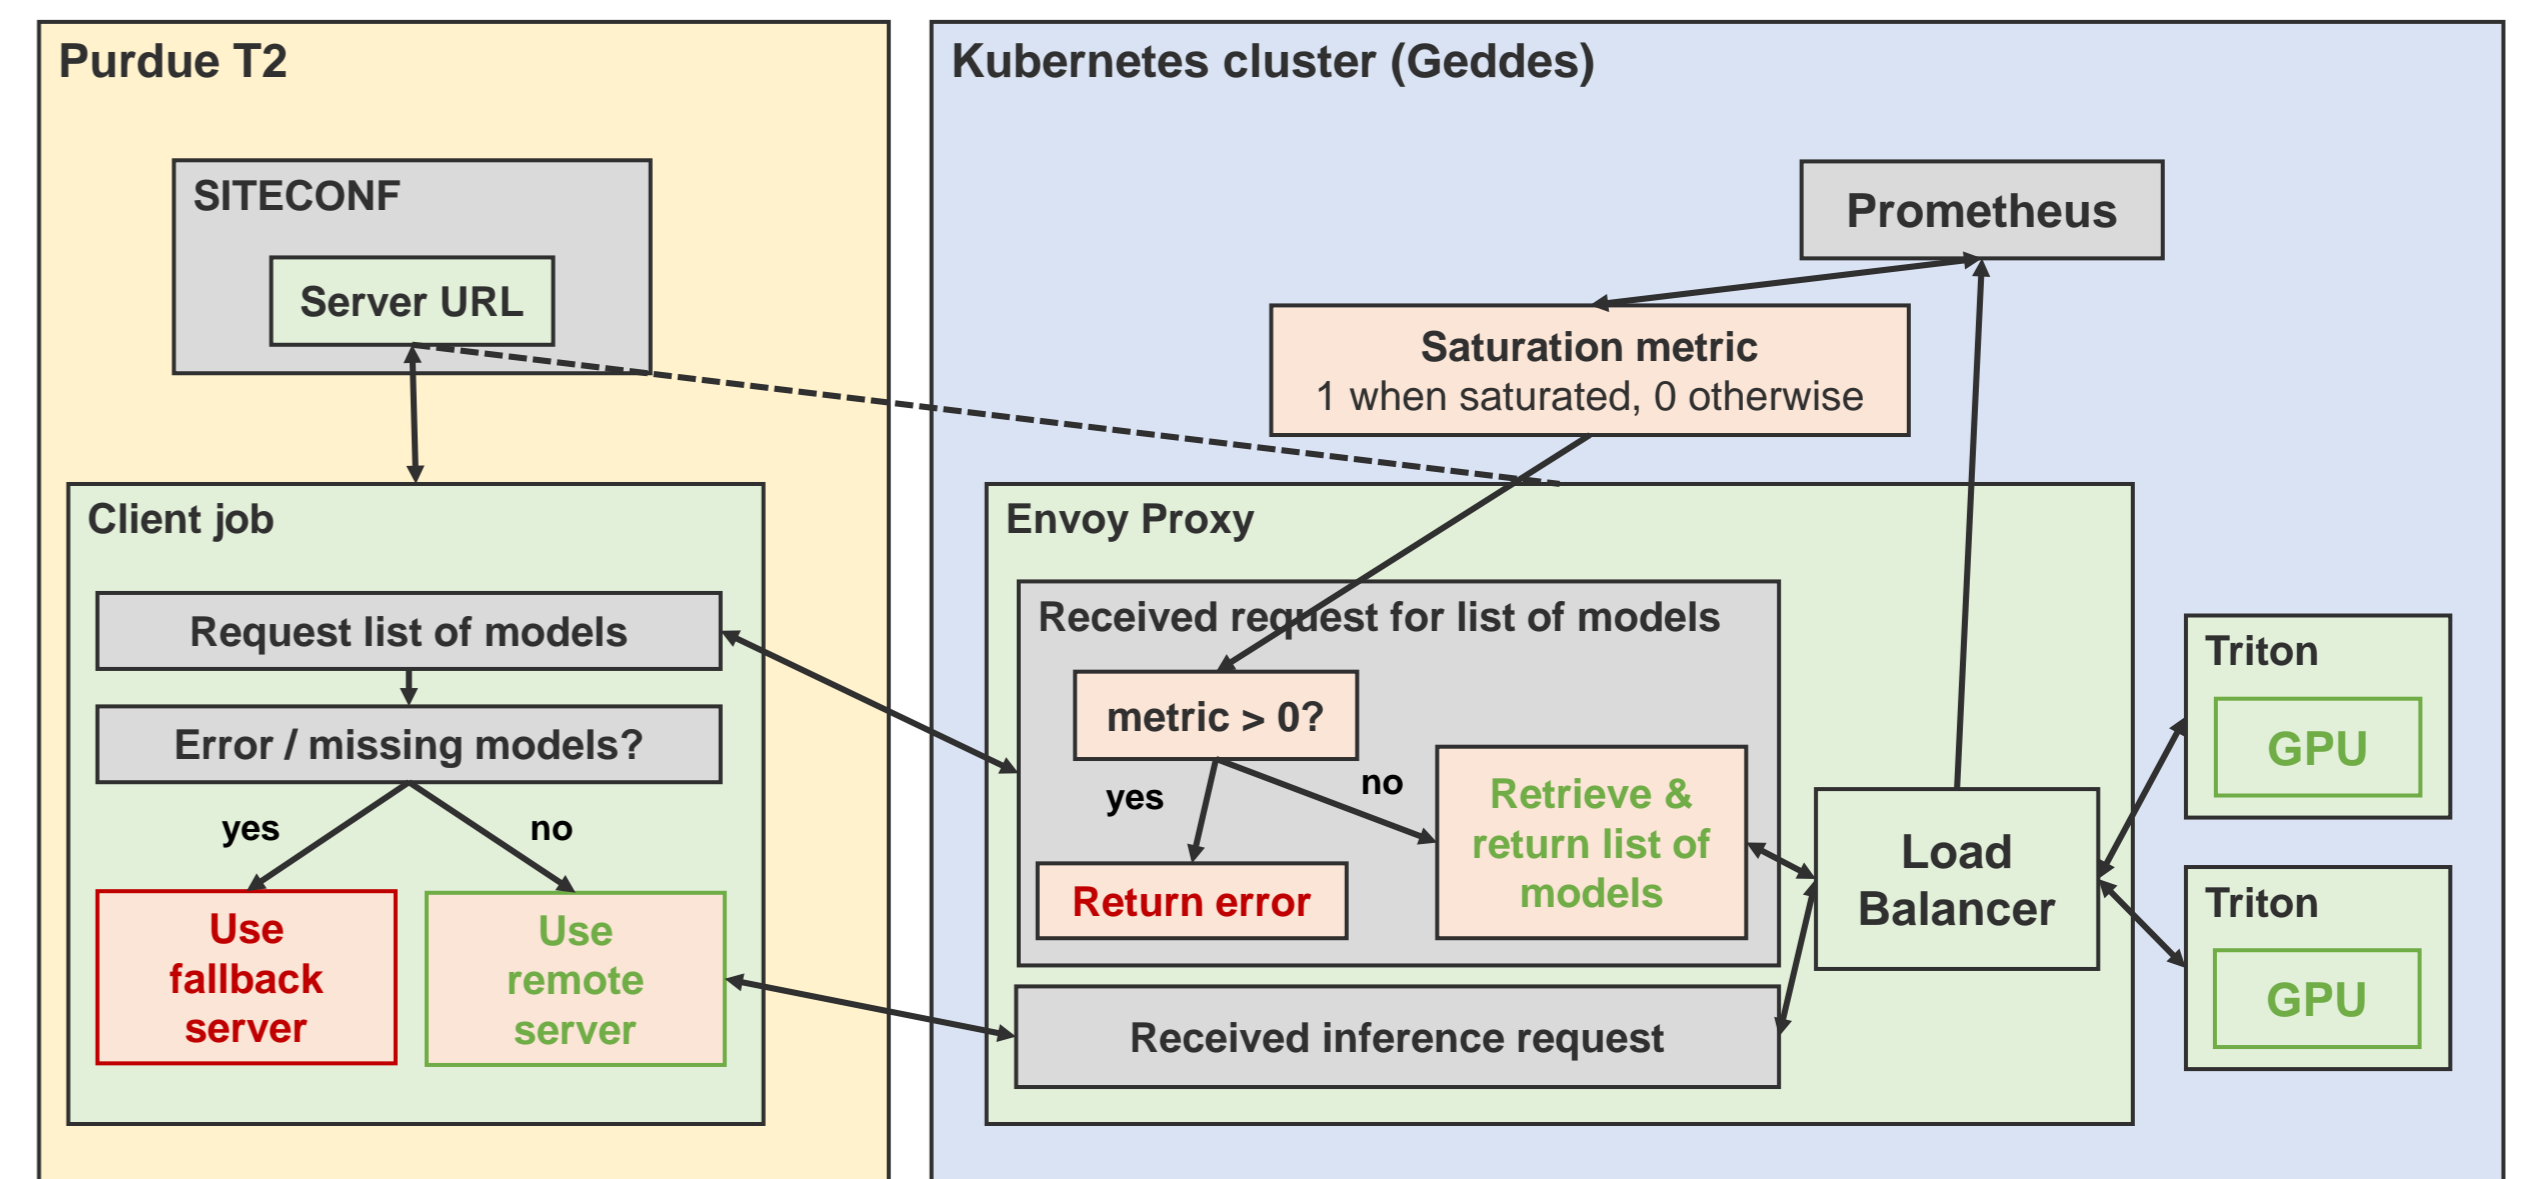 Purdue T2
SITECONF
Server URL
Client job
Request list of models
Error / missing models?
yes
no
Use
fallback
server
Use
remote
server
Kubernetes cluster (Geddes)
Prometheus
Saturation metric
1 when saturated, 0 otherwise
Envoy Proxy
Received request for list of models
metric > 0?
yes
no
Return error
Retrieve &
return list of
models
Received inference request
Load
Balancer
Triton
GPU
Triton
GPU